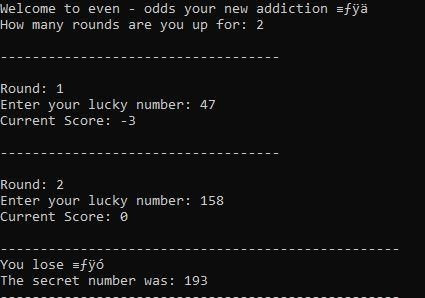 Welcome to even - odds your new addiction ≡ƒÿä
How many rounds are you up for: 2
-----------------------------------
Round: 1
Enter your lucky number: 47
Current Score: -3
-----------------------------------
Round: 2
Enter your lucky number: 158
Current Score: 0
--------------------------------------------------
You lose ≡ƒÿó
The secret number was: 193
--------------------------------------------------